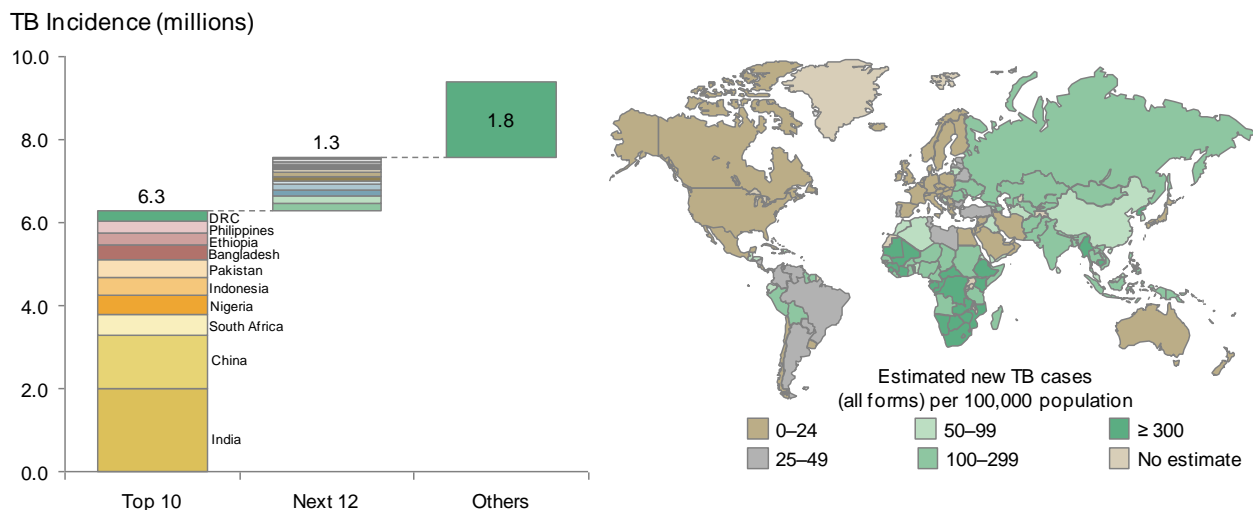 TB Incidence (millions)
10.0
8.0
6.0
4.0
2.0
0.0
6.3
1.3
1.8
DRC
Philippines
Ethiopia
Bangladesh
Pakistan
Indonesia
Nigeria
South Africa
China
India
Top 10
Next 12
Others
Estimated new TB cases
(all forms) per 100,000 population
0–24
50–99
≥ 300
25–49
100–299
No estimate